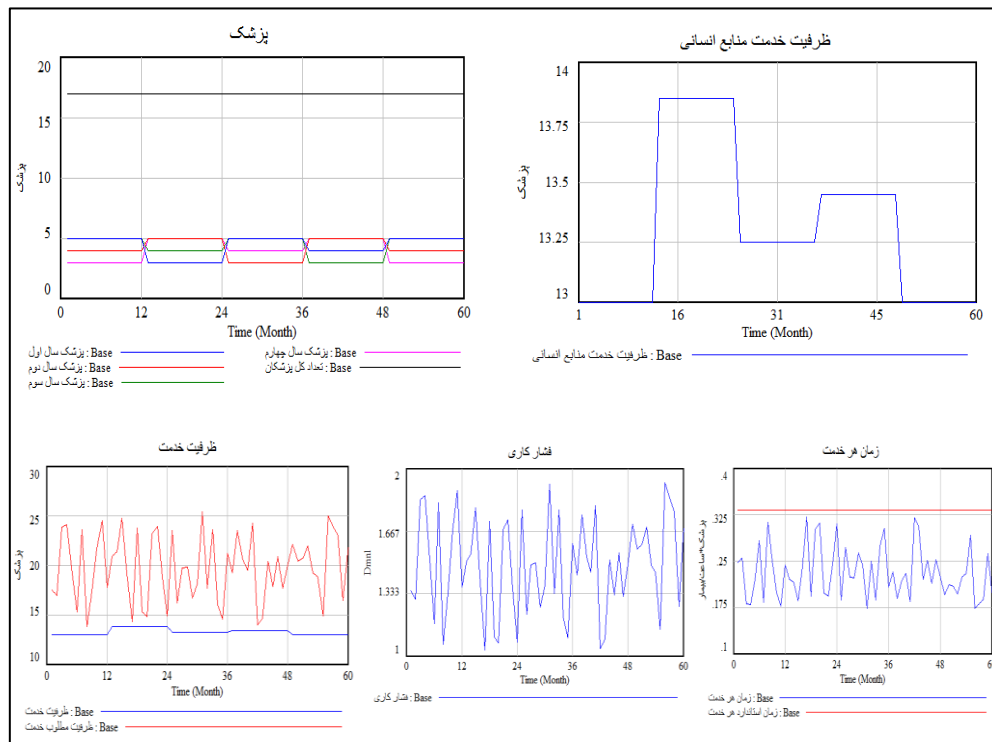 پزشک
20
15
10
5
0
پزشک
0 12 24 36 48 60
Time (Month)
پزشک سال اول : Base
پزشک سال دوم : Base
پزشک سال سوم : Base
پزشک سال چهارم : Base
تعداد کل پزشکان : Base
ظرفیت خدمت منابع انسانی
14
13.75
13.5
13.25
13
پزشک
1 16 31 45 60
Time (Month)
ظرفیت خدمت منابع انسانی : Base
ظرفیت خدمت
30
25
20
15
10
پزشک
0 12 24 36 48 60
Time (Month)
ظرفیت خدمت : Base
ظرفیت مطلوب خدمت : Base
فشار کاری
2
1.667
1.333
1
Dmnl
0 12 24 36 48 60
Time (Month)
فشار کاری : Base
زمان هر خدمت
.4
.325
.25
.175
.1
پزشک*ساعت/بیمار
0 12 24 36 48 60
Time (Month)
زمان هر خدمت : Base
زمان استاندارد هر خدمت : Base